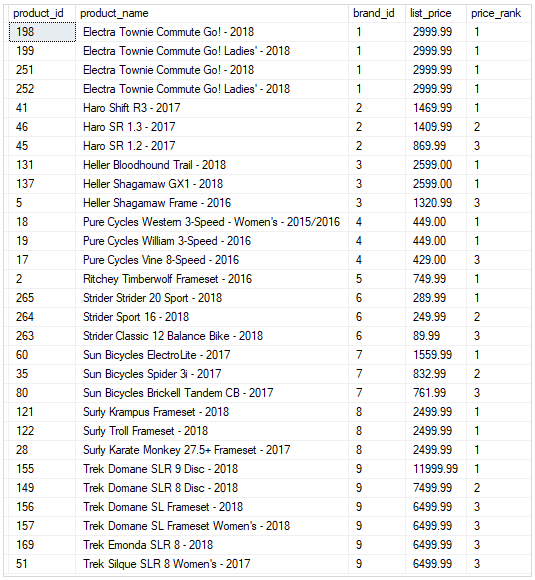 product_id product_name brand_id list_price price_rank
198 Electra Townie Commute Go! - 2018 1 2999.99 1
199 Electra Townie Commute Go! Ladies' - 2018 1 2999.99 1
251 Electra Townie Commute Go! - 2018 1 2999.99 1
252 Electra Townie Commute Go! Ladies' - 2018 1 2999.99 1
41 Haro Shift R3 - 2017 2 1469.99 1
46 Haro SR 1.3 - 2017 2 1409.99 2
45 Haro SR 1.2 - 2017 2 869.99 3
131 Heller Bloodhound Trail - 2018 3 2599.00 1
137 Heller Shagamaw GX1 - 2018 3 2599.00 1
5 Heller Shagamaw Frame - 2016 3 1320.99 3
18 Pure Cycles Western 3-Speed - Women's - 2015/2016 4 449.00 1
19 Pure Cycles William 3-Speed - 2016 4 449.00 1
17 Pure Cycles Vine 8-Speed - 2016 4 429.00 3
2 Ritchey Timberwolf Frameset - 2016 5 749.99 1
265 Strider Strider 20 Sport - 2018 6 289.99 1
264 Strider Sport 16 - 2018 6 249.99 2
263 Strider Classic 12 Balance Bike - 2018 6 89.99 3
60 Sun Bicycles ElectroLite - 2017 7 1559.99 1
35 Sun Bicycles Spider 3i - 2017 7 832.99 2
80 Sun Bicycles Brickell Tandem CB - 2017 7 761.99 3
121 Surly Krampus Frameset - 2018 8 2499.99 1
122 Surly Troll Frameset - 2018 8 2499.99 1
28 Surly Karate Monkey 27.5+ Frameset - 2017 8 2499.99 1
155 Trek Domane SLR 9 Disc - 2018 9 11999.99 1
149 Trek Domane SLR 8 Disc - 2018 9 7499.99 2
156 Trek Domane SL Frameset - 2018 9 6499.99 3
157 Trek Domane SL Frameset Women's - 2018 9 6499.99 3
169 Trek Emonda SLR 8 - 2018 9 6499.99 3
51 Trek Silque SLR 8 Women's - 2017 9 6499.99 3